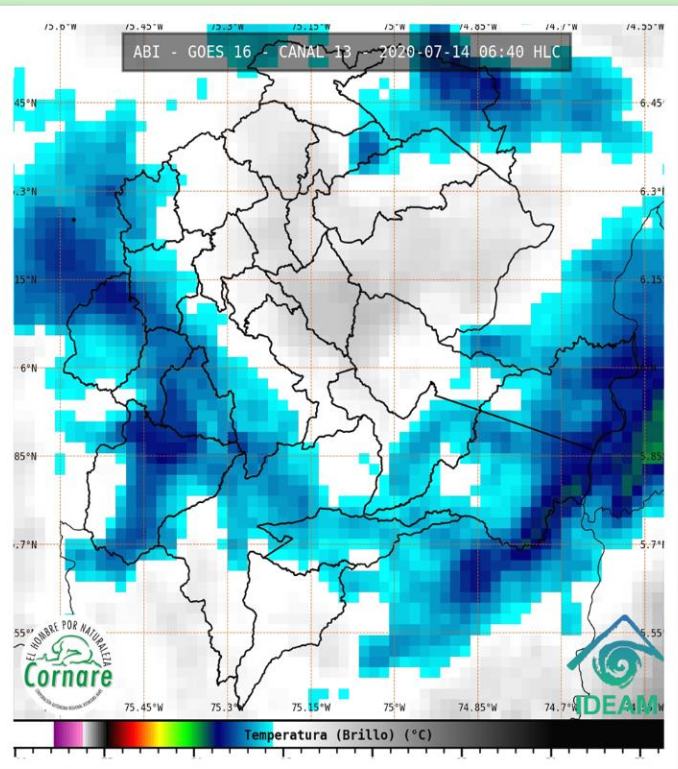 75.6°W 75.45°W 75.3°W 75.15°W 75°W 74.85°W 74.7°W 74.55°W
ABI - GOES 16 - CANAL 13 - 2020-07-14 06:40 HLC
45°N 6.45
.3°N 6.3°N
15°N 6.15
6°N
85°N 5.85
.7°N 5.7°N
55°N 5.55
EL HOMBRE POR NATURALEZA
Cornare
IDEAM
75.45°W 75.3°W 75.15°W 75°W 74.85°W 74.7°W
Temperatura (Brillo) (°C)